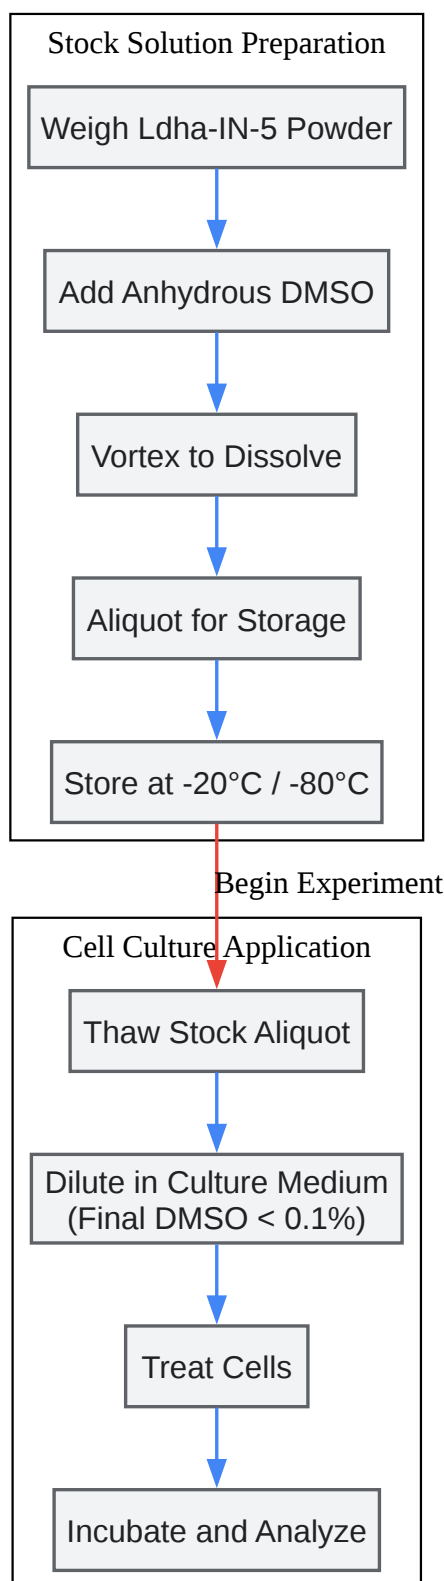 Stock Solution Preparation
Weigh Ldha-IN-5 Powder
Add Anhydrous DMSO
Vortex to Dissolve
Aliquot for Storage
Store at -20°C / -80°C
Begin Experiment
Cell Culture Application
Thaw Stock Aliquot
Dilute in Culture Medium
(Final DMSO < 0.1%)
Treat Cells
Incubate and Analyze